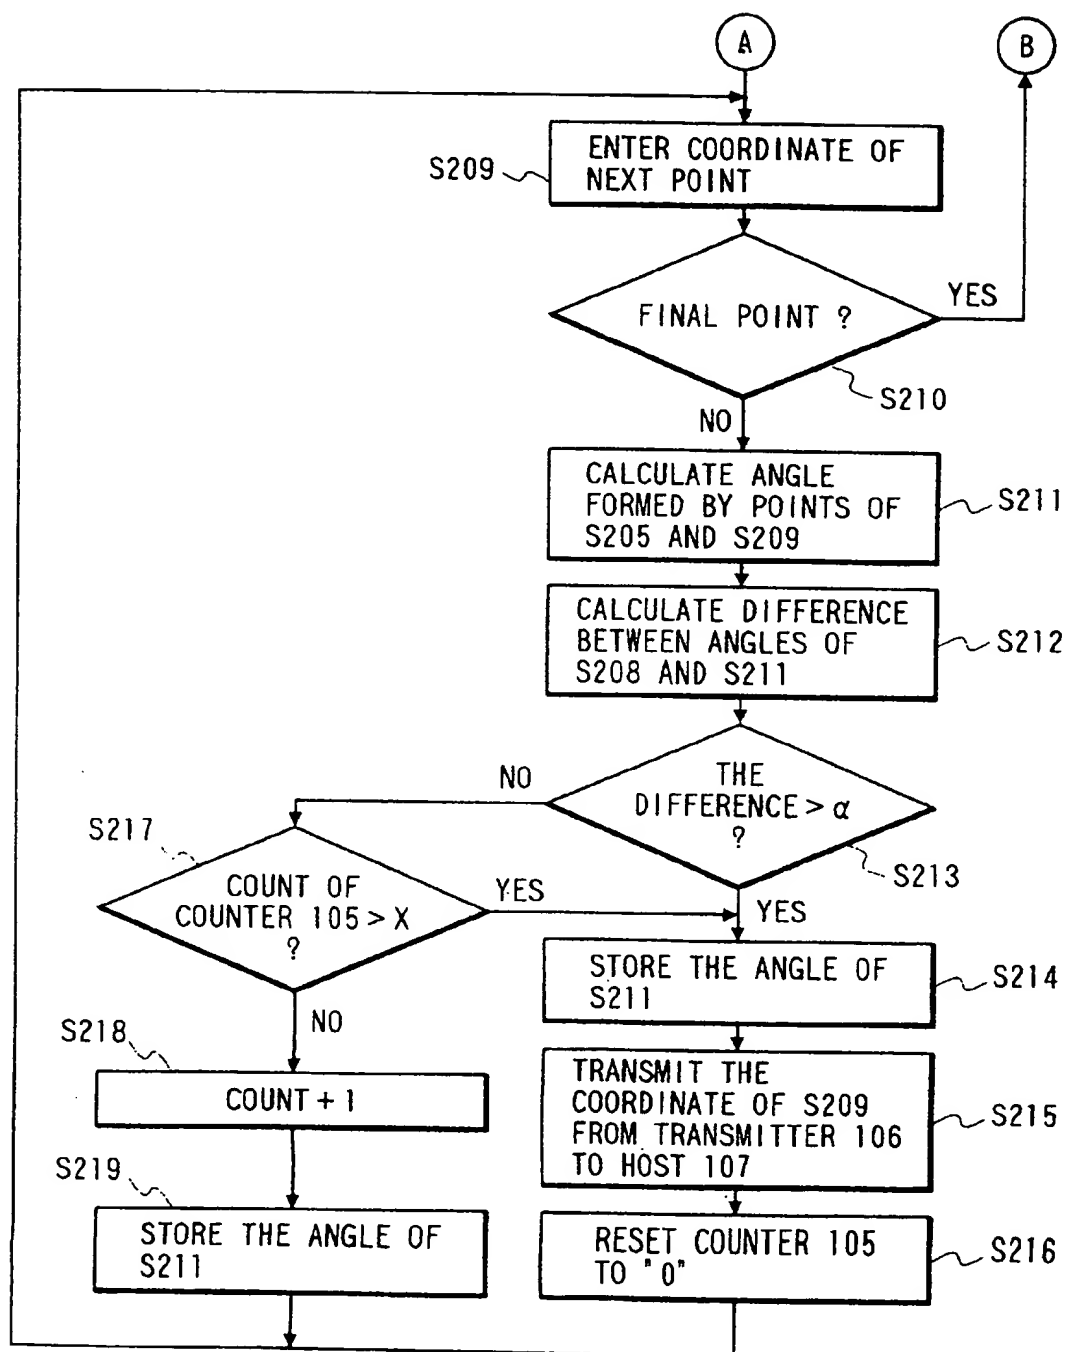 A
B
S209
ENTER COORDINATE OF
NEXT POINT
FINAL POINT ?
YES
S210
NO
CALCULATE ANGLE
FORMED BY POINTS OF
S205 AND S209
S211
CALCULATE DIFFERENCE
BETWEEN ANGLES OF
S208 AND S211
S212
THE
DIFFERENCE > α
?
NO
S213
YES
S217
COUNT OF
COUNTER 105 > X
?
YES
NO
STORE THE ANGLE OF
S211
S214
S218
COUNT + 1
TRANSMIT THE
COORDINATE OF S209
FROM TRANSMITTER 106
TO HOST 107
S215
S219
STORE THE ANGLE OF
S211
RESET COUNTER 105
TO "0"
S216